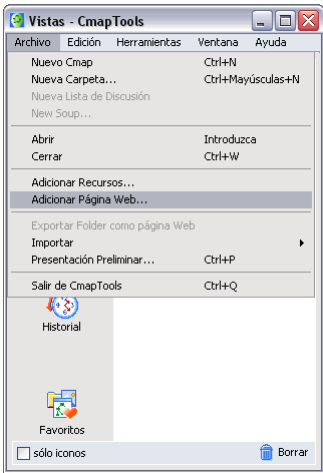 Vistas - CmapTools
Archivo Edición Herramientas Ventana Ayuda
Nuevo Cmap Ctrl+N
Nueva Carpeta... Ctrl+Mayúsculas+N
Nueva Lista de Discusión
New Soup...
Abrir Introduzca
Cerrar Ctrl+W
Adicionar Recursos...
Adicionar Página Web...
Exportar Folder como página Web
Importar
Presentación Preliminar... Ctrl+P
Salir de CmapTools Ctrl+Q
Historial
Favoritos
sólo iconos Borrar